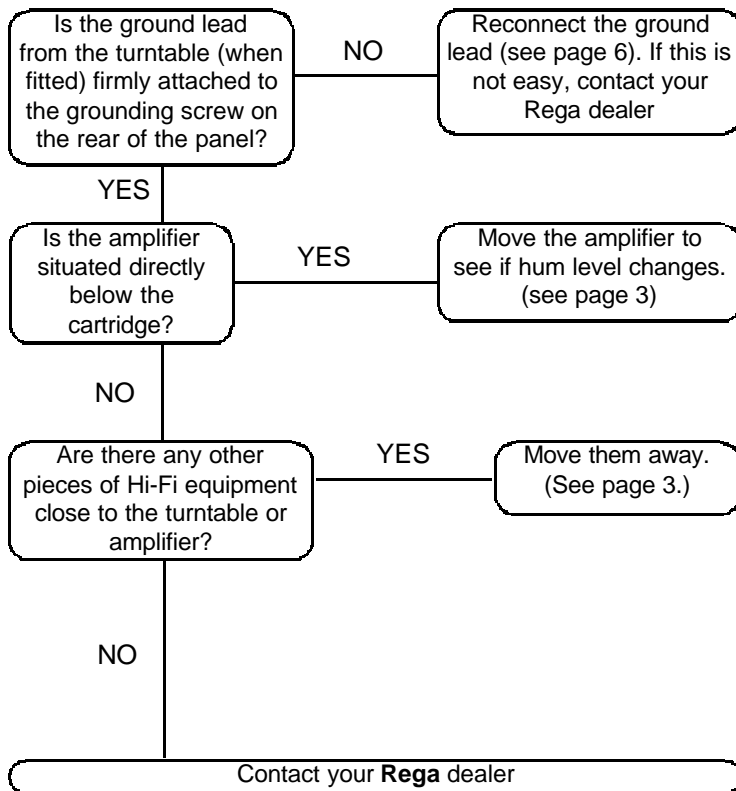 Is the ground lead
from the turntable (when
fitted) firmly attached to
the grounding screw on
the rear of the panel?
NO
Reconnect the ground
lead (see page 6). If this is
not easy, contact your
Rega dealer
YES
Is the amplifier
situated directly
below the
cartridge?
YES
Move the amplifier to
see if hum level changes.
(see page 3)
NO
Are there any other
pieces of Hi-Fi equipment
close to the turntable or
amplifier?
YES
Move them away.
(See page 3.)
NO
Contact your Rega dealer